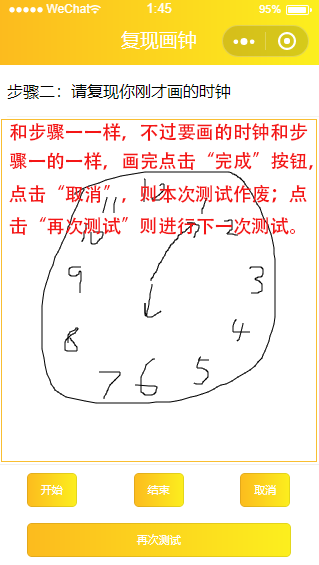 WeChat 1:45 95%
复现画钟
步骤二：请复现你刚才画的时钟
和步骤一一样，不过要画的时钟和步
骤一的一样，画完点击“完成”按钮，
点击“取消”，则本次测试作废；点
击“再次测试”则进行下一次测试。
11 12 1
10 2
9 3
8 4
7 6 5
开始 结束 取消
再次测试